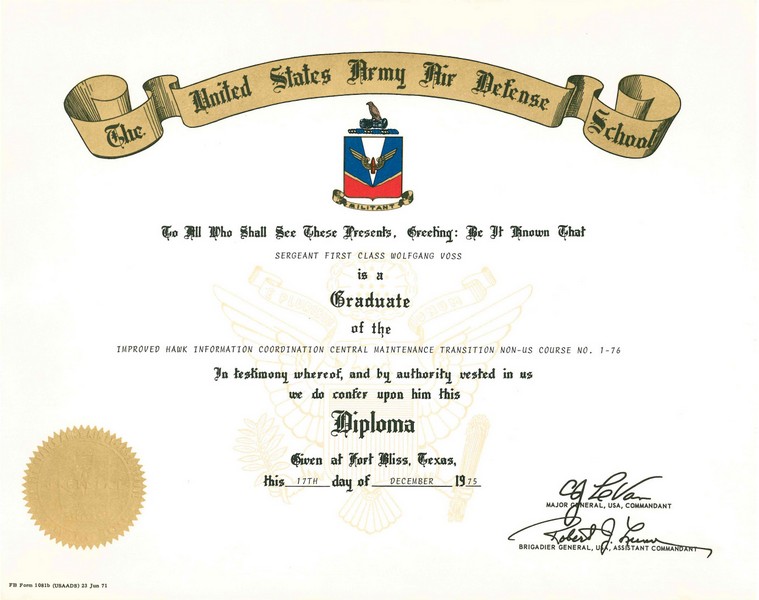 The United States Army Air Defense School
MILITANT
To All Who Shall See These Presents, Greeting: Be It Known That
SERGEANT FIRST CLASS WOLFGANG VOSS
is a
Graduate
of the
IMPROVED HAWK INFORMATION COORDINATION CENTRAL MAINTENANCE TRANSITION NON-US COURSE NO. 1-76
In testimony whereof, and by authority vested in us
we do confer upon him this
Diploma
Given at Fort Bliss, Texas,
this 17TH day of DECEMBER 1975
CJ LeVan
MAJOR GENERAL, USA, COMMANDANT
Robert J.
BRIGADIER GENERAL, USA, ASSISTANT COMMANDANT
FB Form 1081b (USAADS) 23 Jun 71